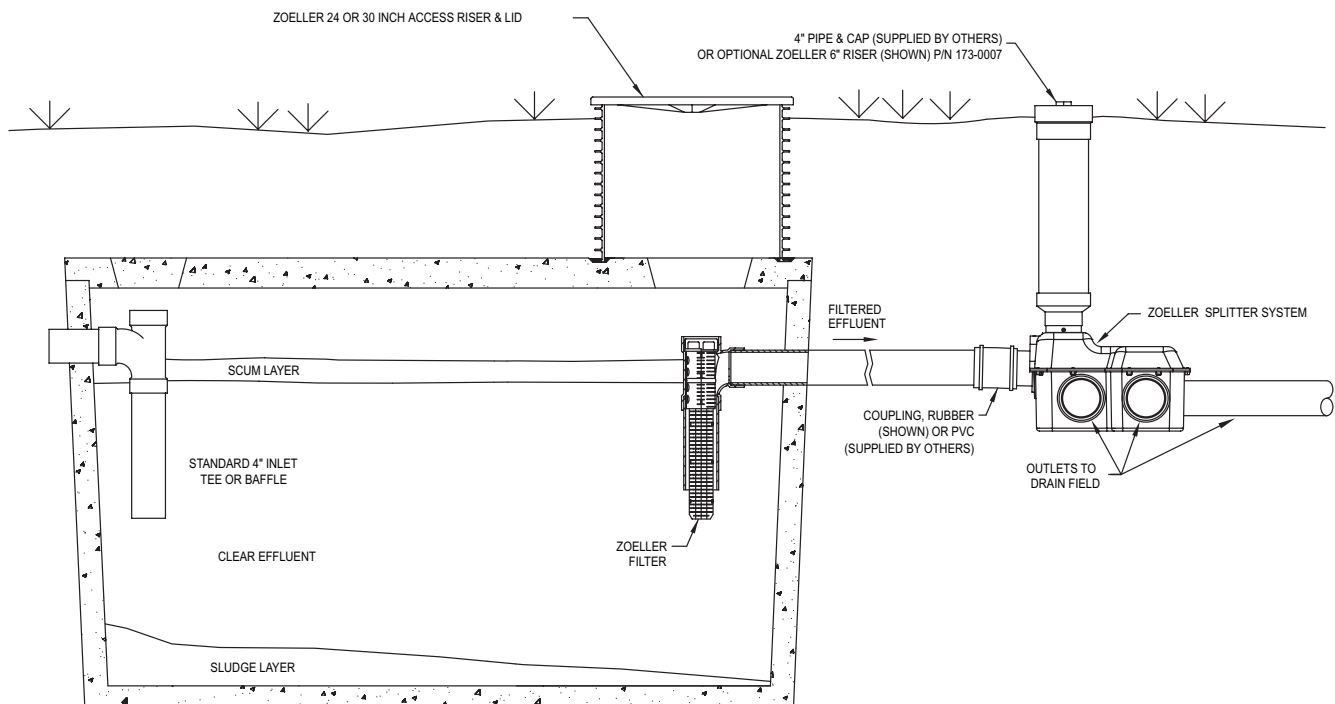 ZOELLER 24 OR 30 INCH ACCESS RISER & LID
4" PIPE & CAP (SUPPLIED BY OTHERS)
OR OPTIONAL ZOELLER 6" RISER (SHOWN) P/N 173-0007
FILTERED
EFFLUENT
ZOELLER SPLITTER SYSTEM
SCUM LAYER
COUPLING, RUBBER
(SHOWN) OR PVC
(SUPPLIED BY OTHERS)
STANDARD 4" INLET
TEE OR BAFFLE
OUTLETS TO
DRAIN FIELD
CLEAR EFFLUENT
ZOELLER
FILTER
SLUDGE LAYER